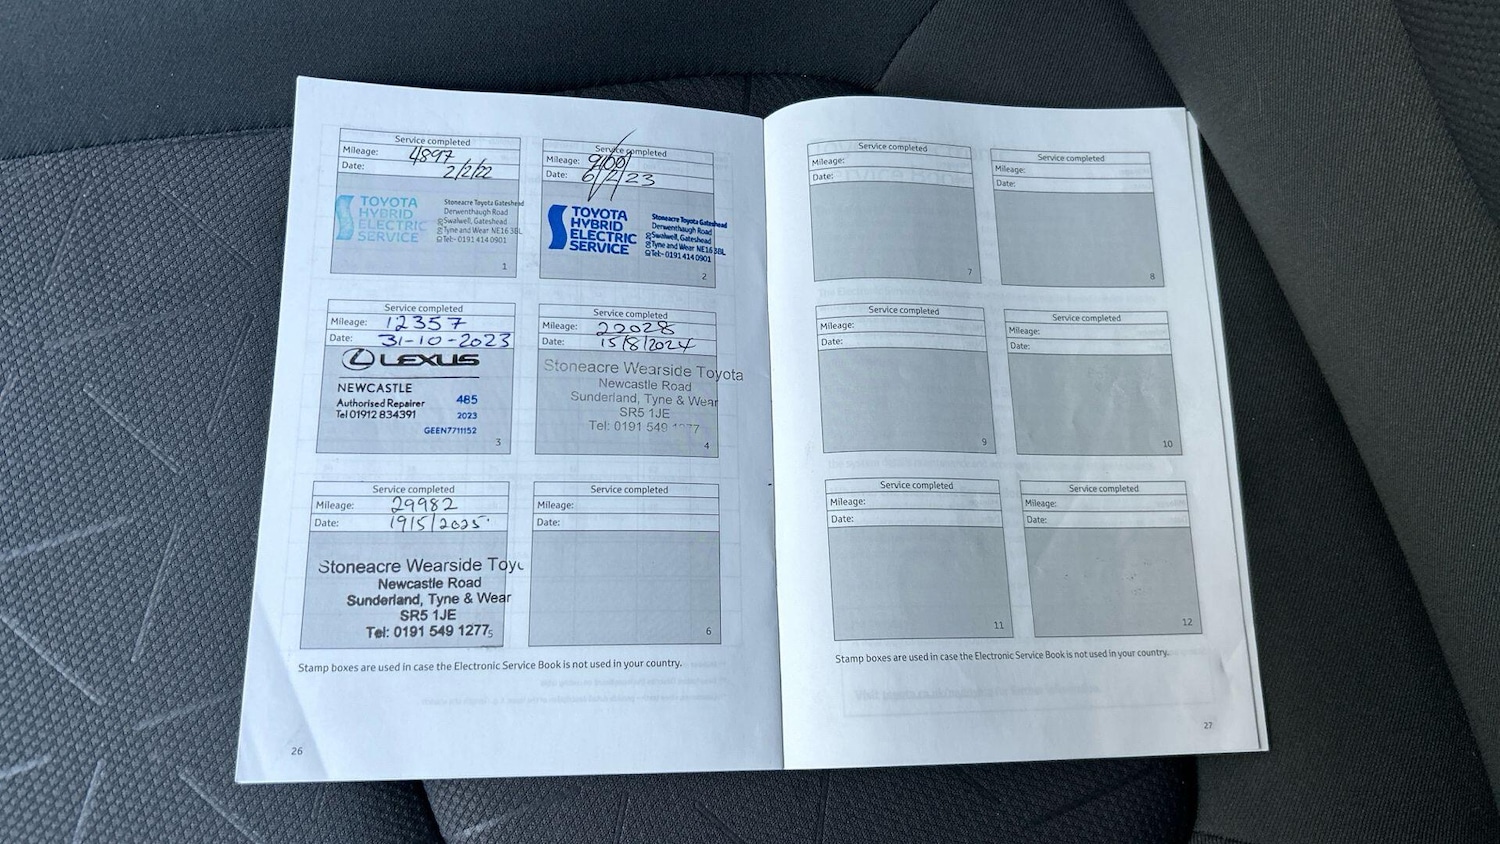 Service completed
Mileage: 4897
Date: 2/2/22
TOYOTA
HYBRID
ELECTRIC
SERVICE
Stoneacre Toyota Gateshead
Derwenthaugh Road
Swalwell, Gateshead
Tyne and Wear NE16 3BL
Tel:- 0191 414 0901
1
Service completed
Mileage:
Date: 6/2/23
TOYOTA
HYBRID
ELECTRIC
SERVICE
Stoneacre Toyota Gateshead
Derwenthaugh Road
Swalwell, Gateshead
Tyne and Wear NE16 3BL
Tel:- 0191 414 0901
2
Service completed
Mileage: 12357
Date: 31-10-2023
LEXUS
NEWCASTLE
Authorised Repairer 485
Tel 01912 834391 2023
GEEN7711152
3
Service completed
Mileage: 22028
Date: 15/8/2024
Stoneacre Wearside Toyota
Newcastle Road
Sunderland, Tyne & Wear
SR5 1JE
Tel: 0191 549
4
Service completed
Mileage: 29982
Date: 19/5/2025
Stoneacre Wearside Toyo
Newcastle Road
Sunderland, Tyne & Wear
SR5 1JE
Tel: 0191 549 1277
5
Service completed
Mileage:
Date:
6
Stamp boxes are used in case the Electronic Service Book is not used in your country.
26
Service completed
Mileage:
Date:
7
Service completed
Mileage:
Date:
8
Service completed
Mileage:
Date:
9
Service completed
Mileage:
Date:
10
Service completed
Mileage:
Date:
11
Service completed
Mileage:
Date:
12
Stamp boxes are used in case the Electronic Service Book is not used in your country.
27